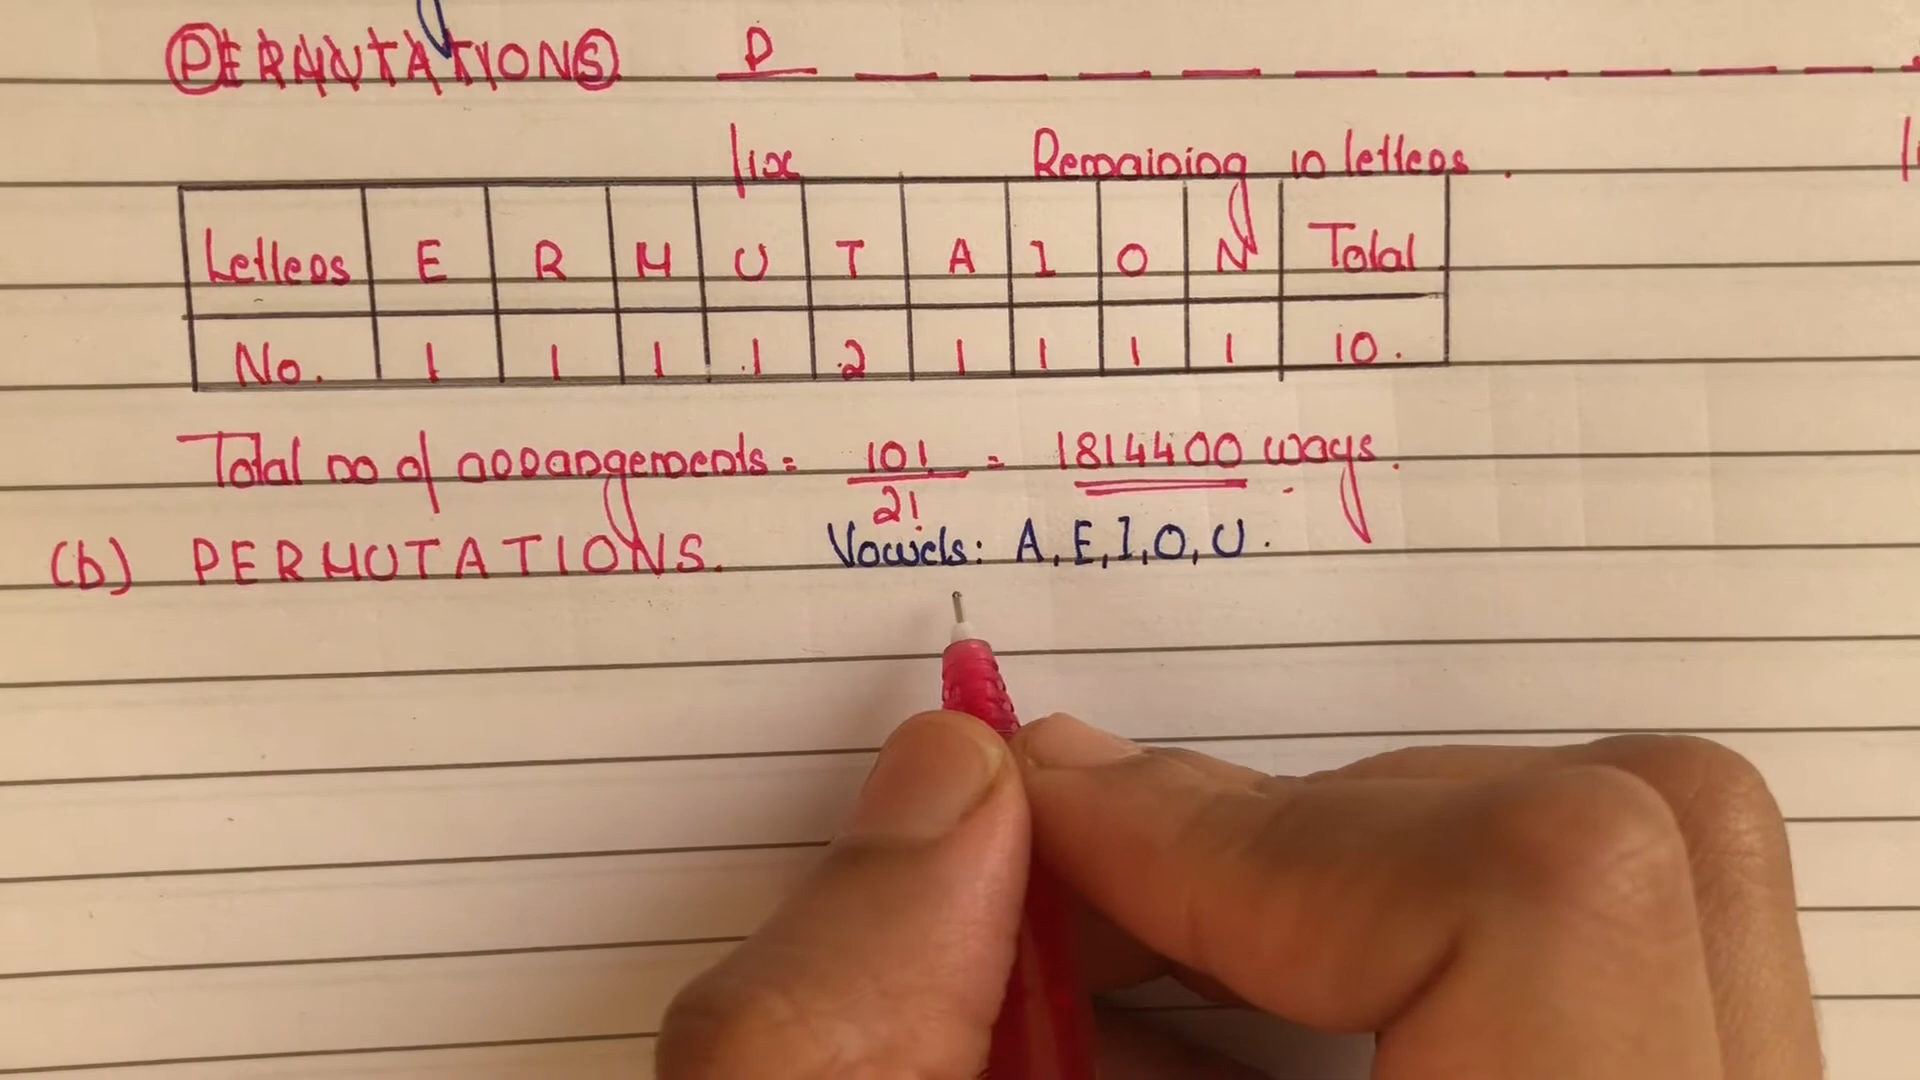 PERMUTATIONS P
fix Remaining 10 letters.
Letters E R M U T A I O N Total
No. 1 1 1 1 2 1 1 1 1 10.
Total no of arrangements = 10! / 2! = 1814400 ways.
(b) PERMUTATIONS. Vowels: A, E, I, O, U.